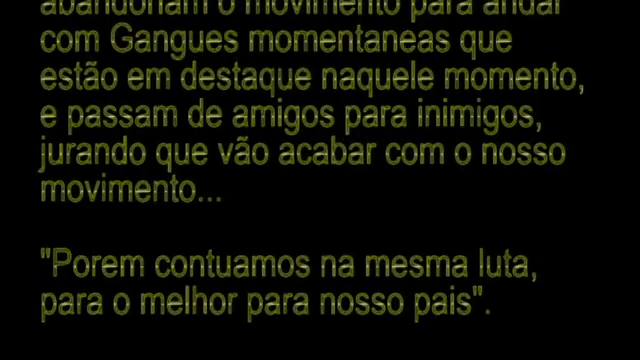 abandonam o movimento para andar
com Gangues momentaneas que
estão em destaque naquele momento,
e passam de amigos para inimigos,
jurando que vão acabar com o nosso
movimento...
"Porem contuamos na mesma luta,
para o melhor para nosso pais".